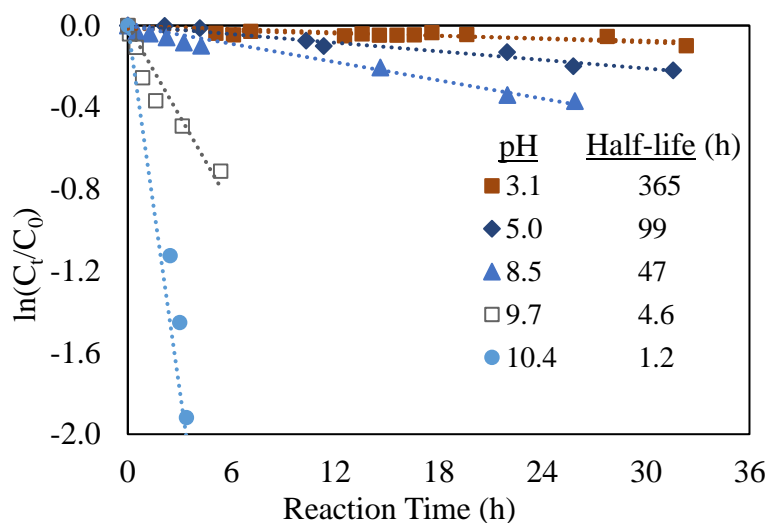 0.0
-0.4
-0.8
-1.2
-1.6
-2.0
ln(Cₜ/C₀)
pH Half-life (h)
3.1 365
5.0 99
8.5 47
9.7 4.6
10.4 1.2
0 6 12 18 24 30 36
Reaction Time (h)